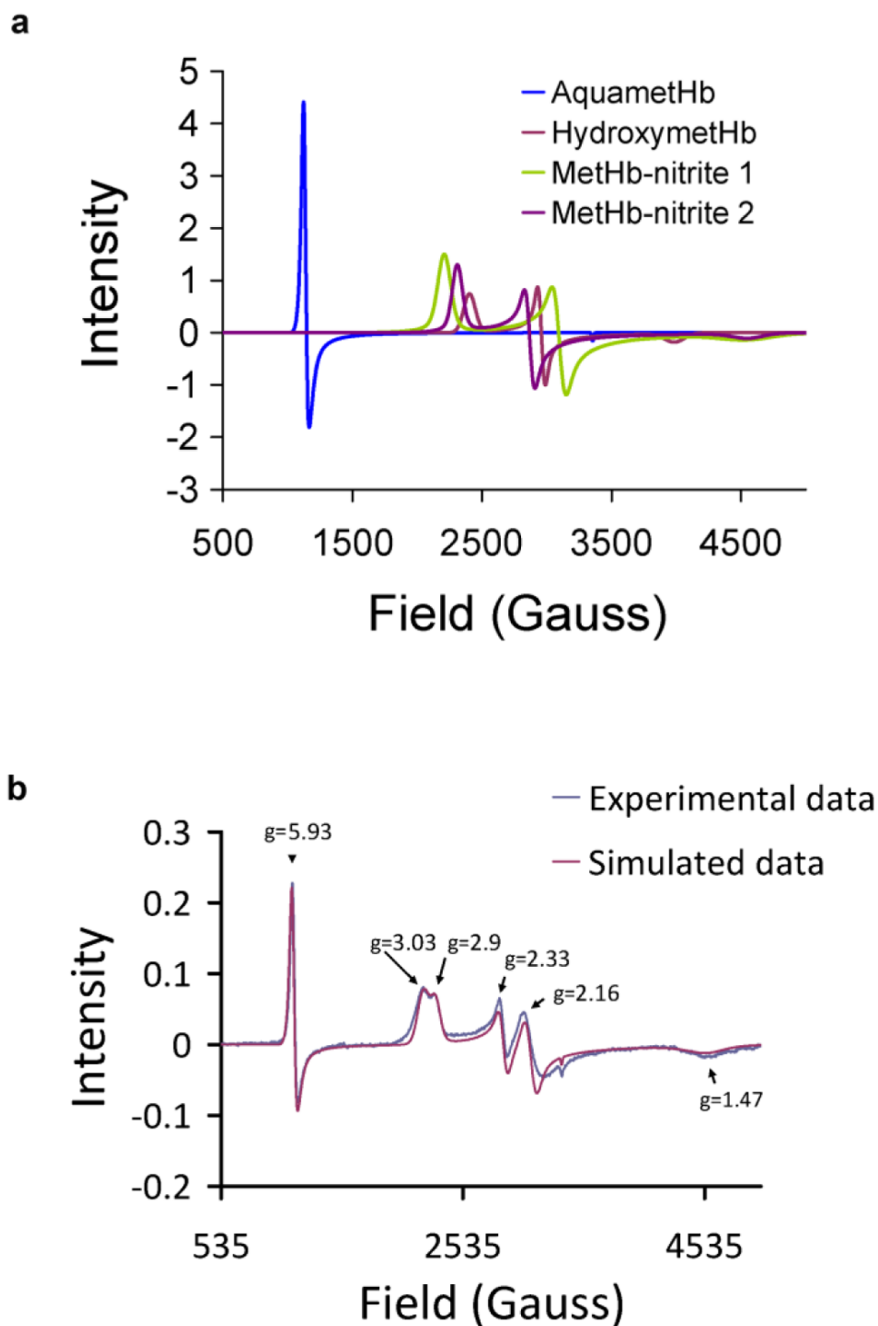 a
Intensity
5
4
3
2
1
0
-1
-2
-3
AquametHb
HydroxymetHb
MetHb-nitrite 1
MetHb-nitrite 2
500 1500 2500 3500 4500
Field (Gauss)
b
Intensity
0.3
0.2
0.1
0
-0.1
-0.2
Experimental data
Simulated data
g=5.93
g=3.03
g=2.9
g=2.33
g=2.16
g=1.47
535 2535 4535
Field (Gauss)